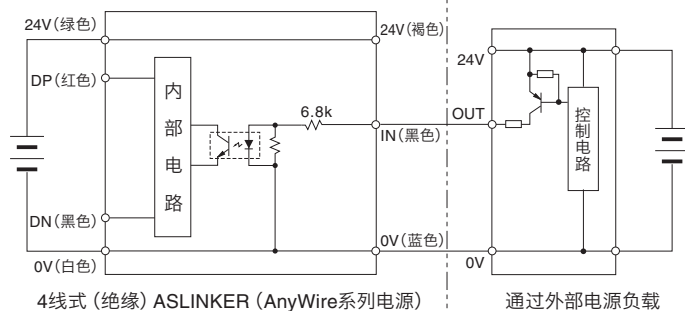 24V(绿色)
24V(褐色)
DP(红色)
内部电路
6.8k
IN(黑色)
DN(黑色)
0V(白色)
0V(蓝色)
24V
OUT
控制电路
0V
4线式(绝缘)ASLINKER(AnyWire系列电源)
通过外部电源负载